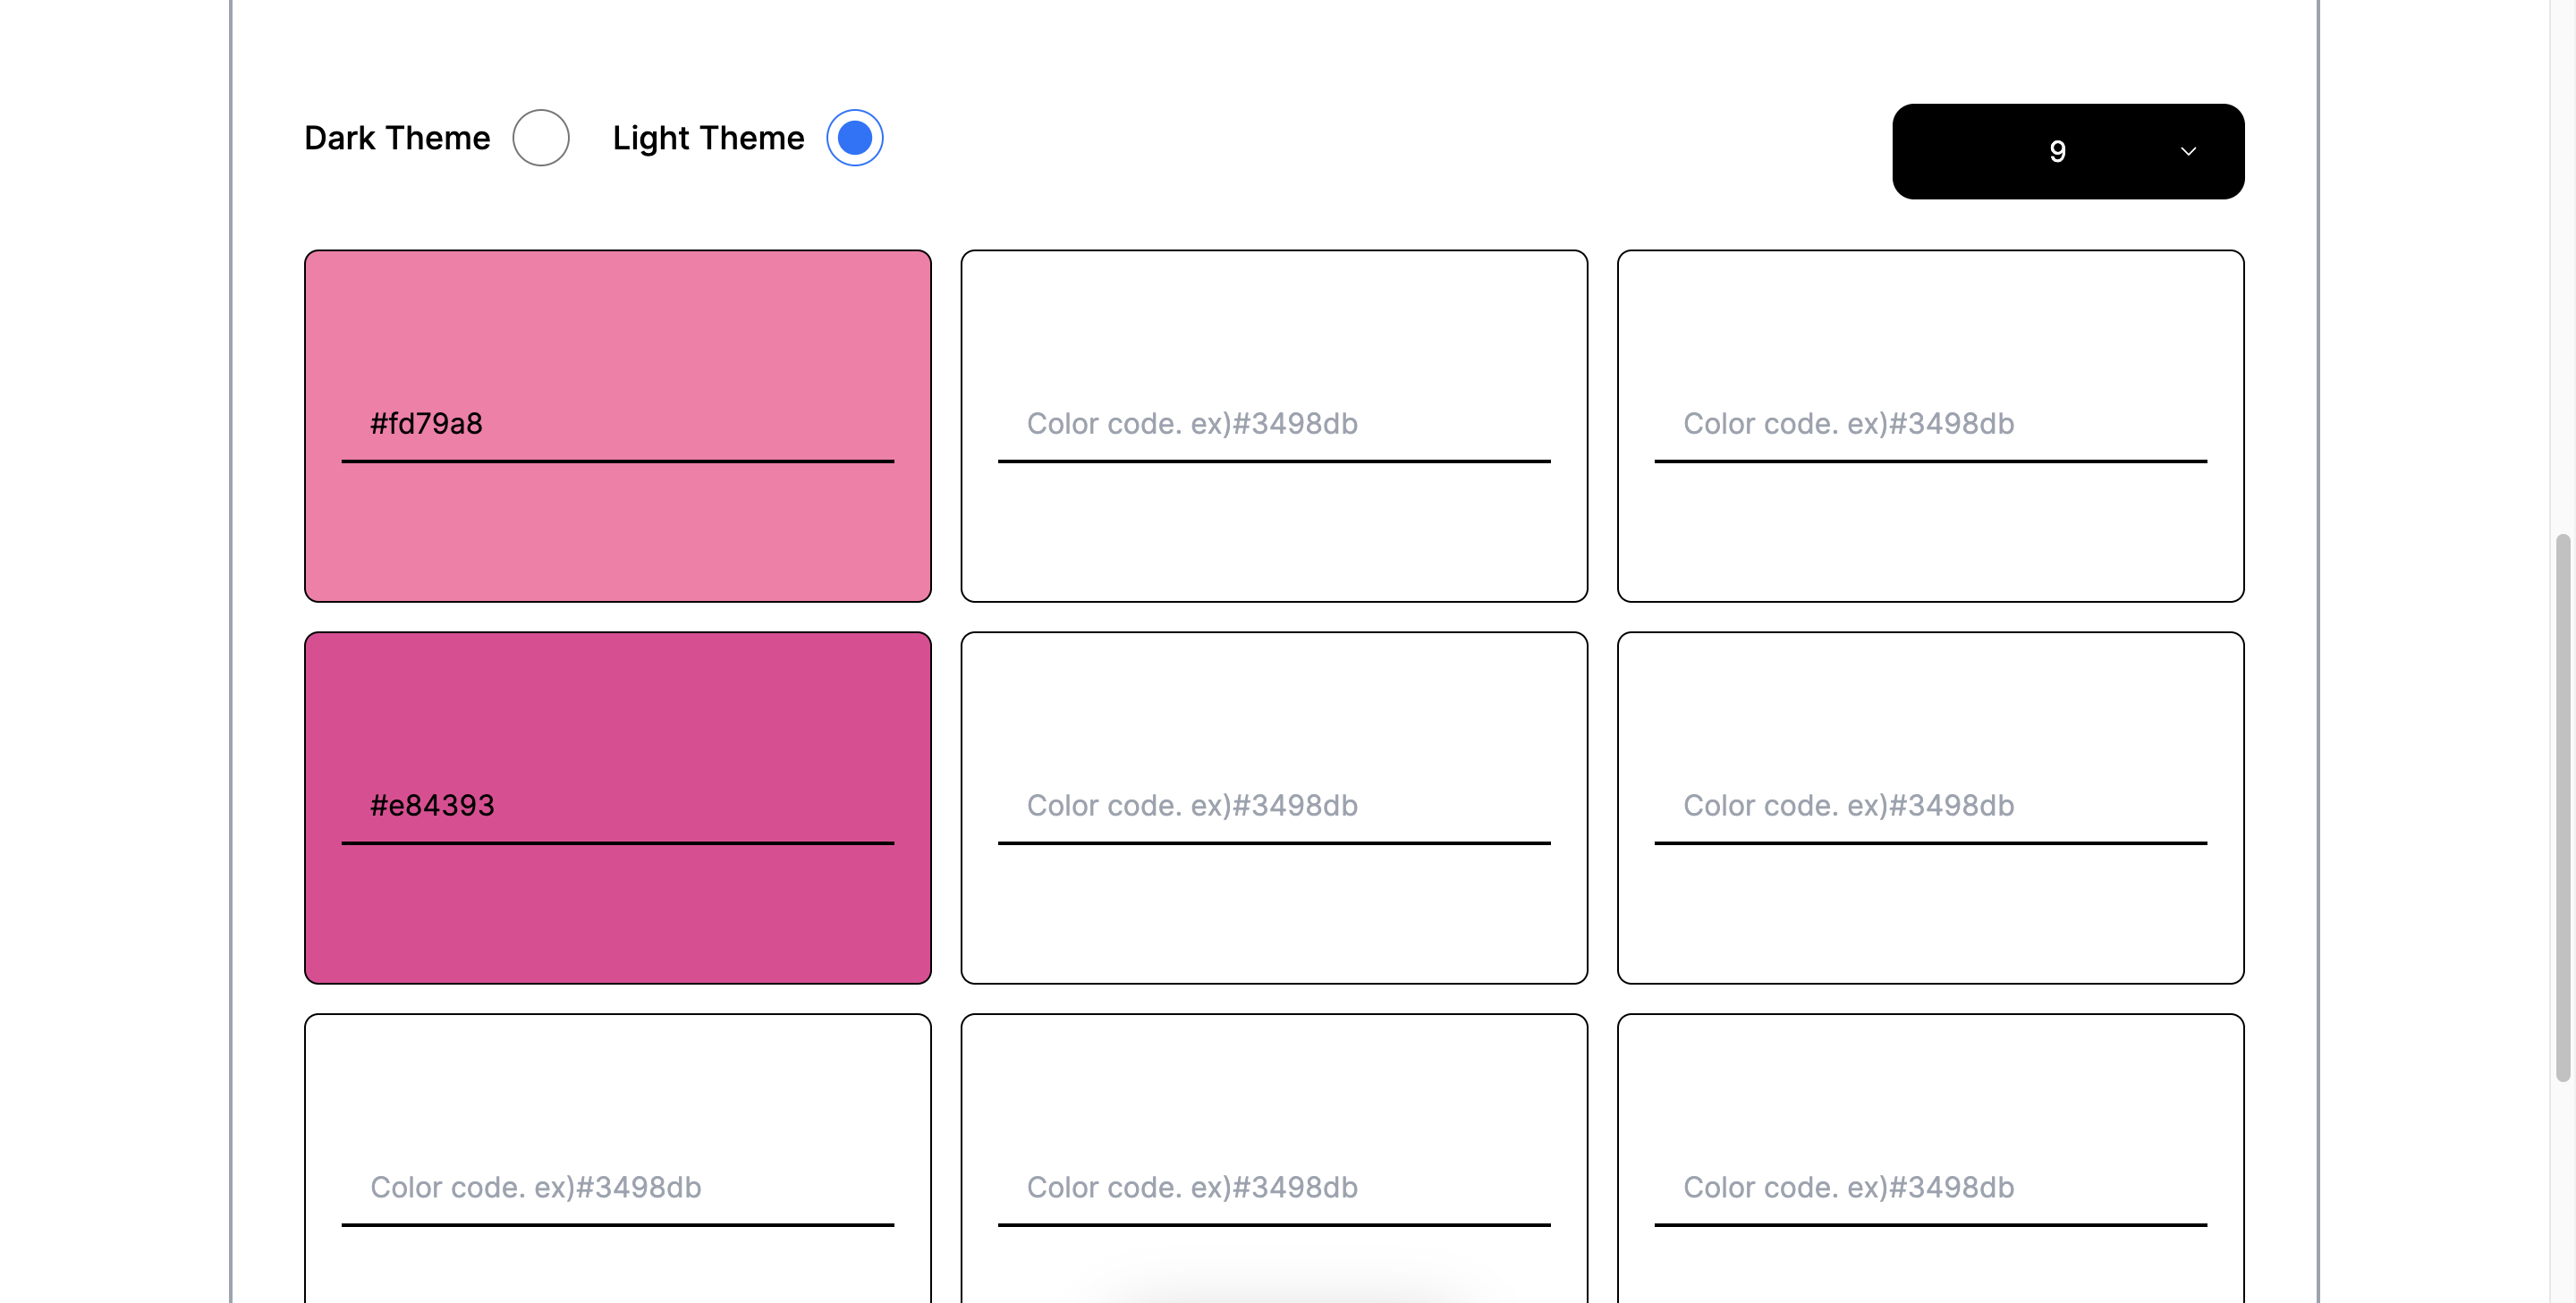 Dark Theme Light Theme 9
#fd79a8 Color code. ex)#3498db Color code. ex)#3498db
#e84393 Color code. ex)#3498db Color code. ex)#3498db
Color code. ex)#3498db Color code. ex)#3498db Color code. ex)#3498db